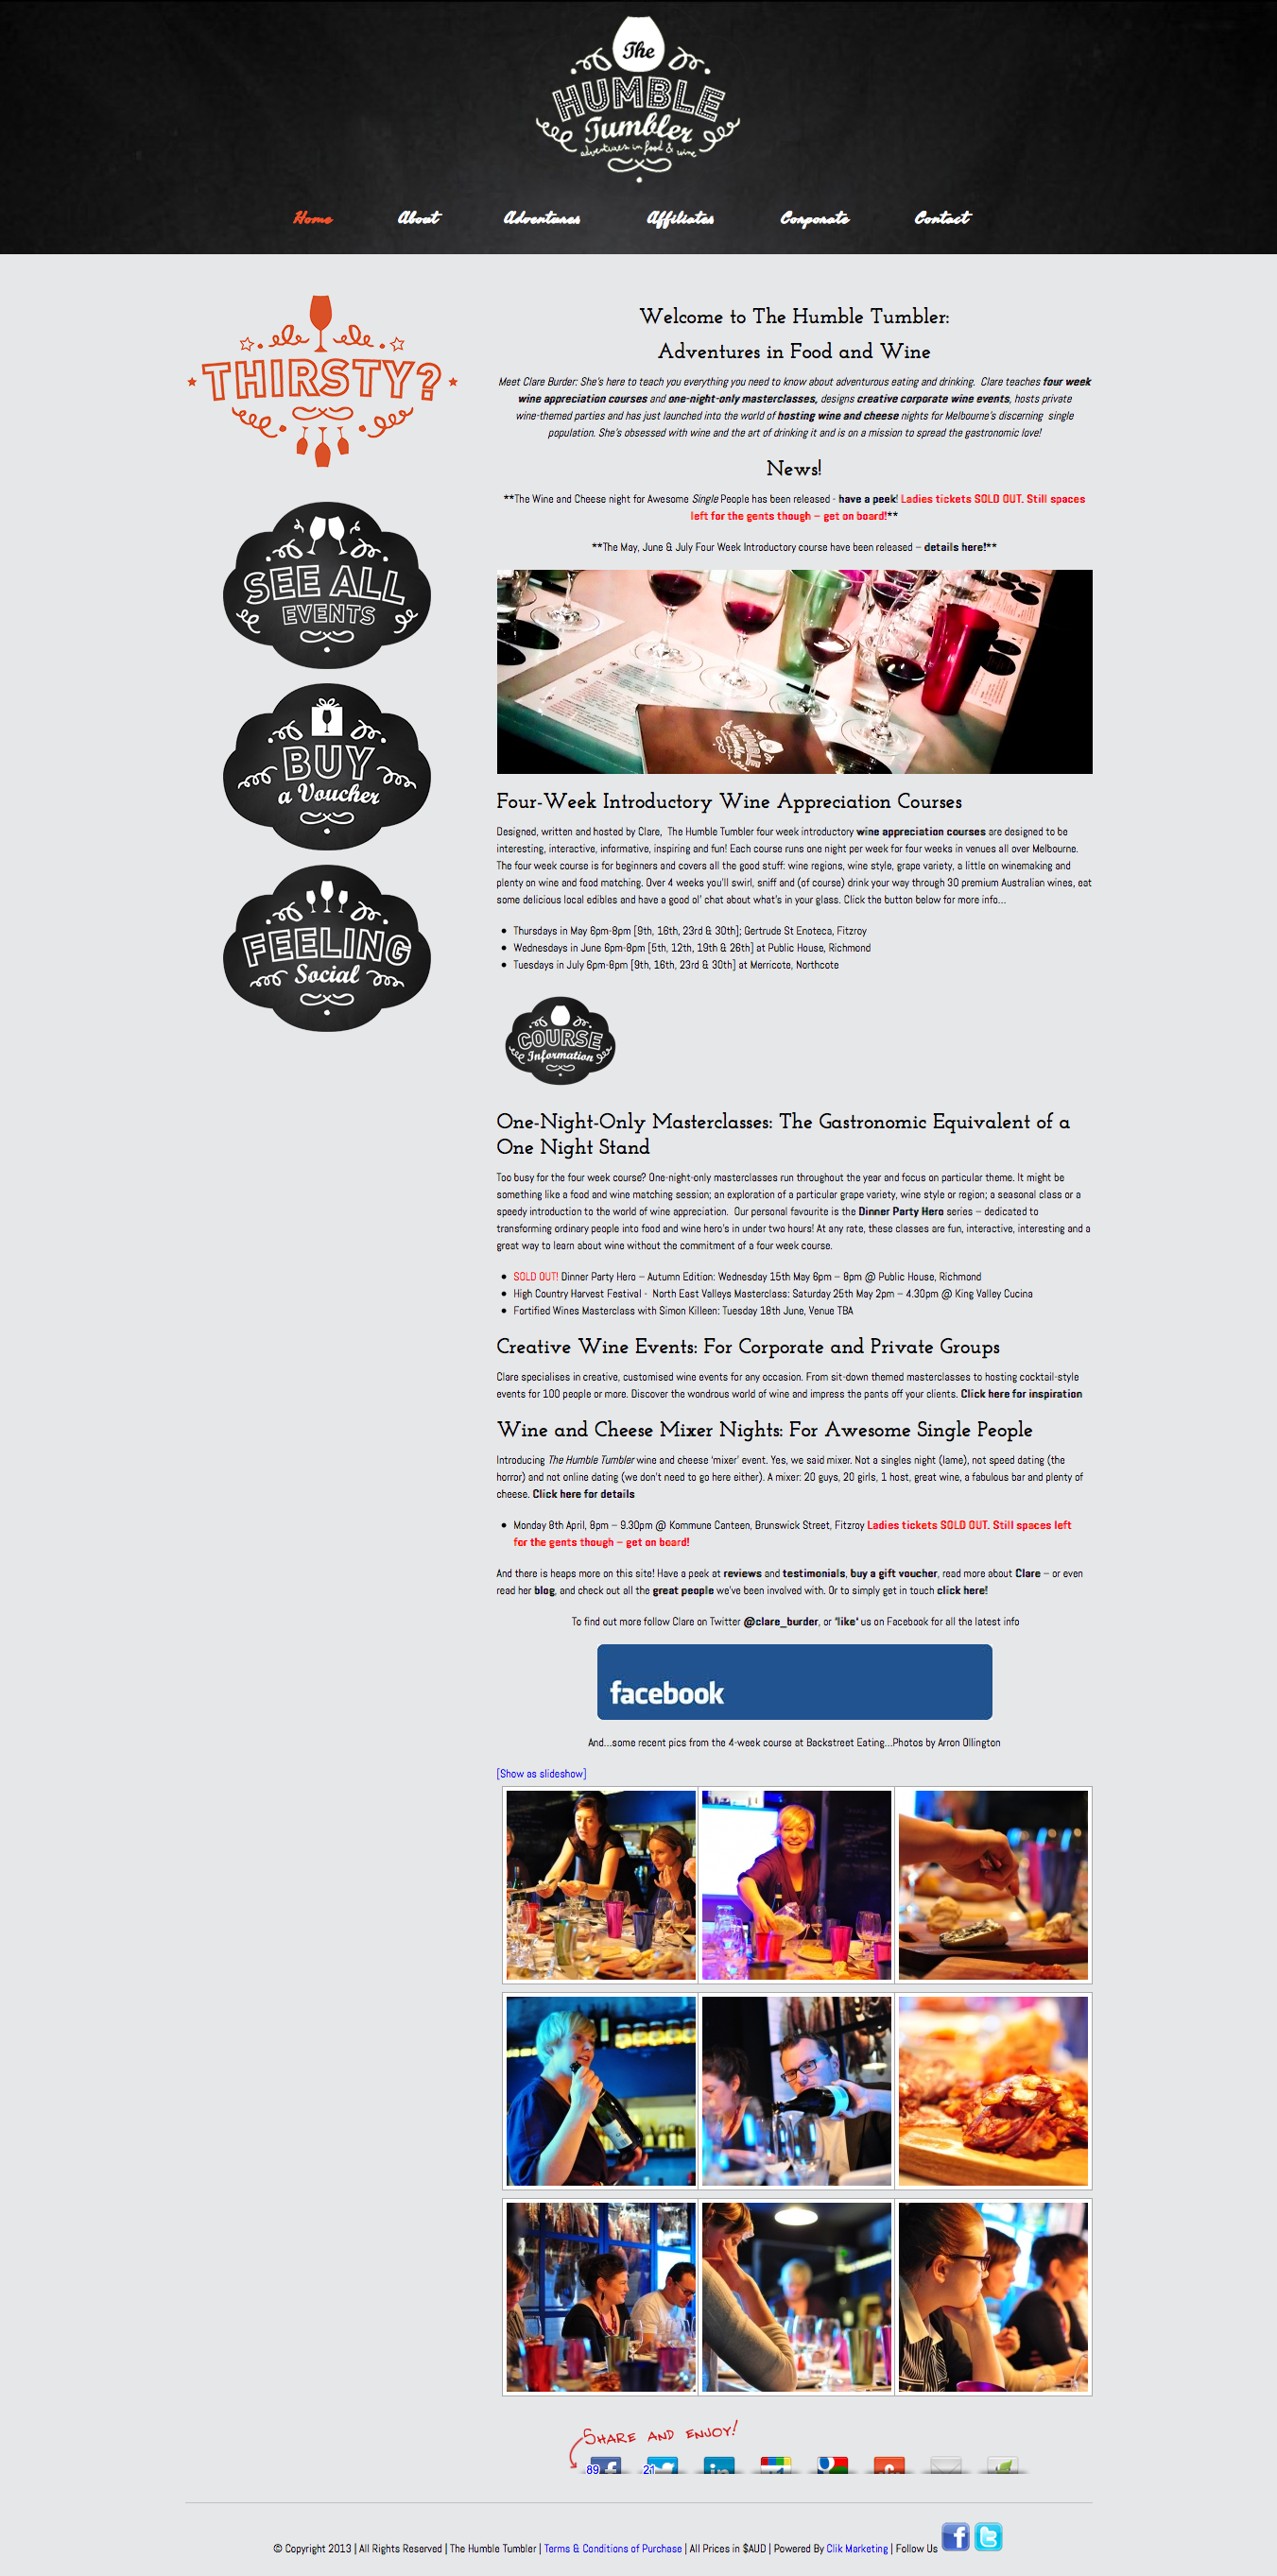 The
HUMBLE
Tumbler
adventures in food & wine
Home About Adventures Affiliates Corporate Contact
THIRSTY?
SEE ALL
EVENTS
BUY
a Voucher
FEELING
Social
Welcome to The Humble Tumbler:
Adventures in Food and Wine
Meet Clare Burder: She's here to teach you everything you need to know about adventurous eating and drinking. Clare teaches four week
wine appreciation courses and one-night-only masterclasses, designs creative corporate wine events, hosts private
wine-themed parties and has just launched into the world of hosting wine and cheese nights for Melbourne's discerning single
population. She's obsessed with wine and the art of drinking it and is on a mission to spread the gastronomic love!
News!
**The Wine and Cheese night for Awesome Single People has been released - have a peek! Ladies tickets SOLD OUT. Still spaces
left for the gents though – get on board!**
**The May, June & July Four Week Introductory course have been released – details here!**
HUMBLE
Tumbler
Four-Week Introductory Wine Appreciation Courses
Designed, written and hosted by Clare, The Humble Tumbler four week introductory wine appreciation courses are designed to be
interesting, interactive, informative, inspiring and fun! Each course runs one night per week for four weeks in venues all over Melbourne.
The four week course is for beginners and covers all the good stuff: wine regions, wine style, grape variety, a little on winemaking and
plenty on wine and food matching. Over 4 weeks you'll swirl, sniff and (of course) drink your way through 30 premium Australian wines, eat
some delicious local edibles and have a good ol' chat about what's in your glass. Click the button below for more info…
• Thursdays in May 6pm-8pm [9th, 16th, 23rd & 30th]; Gertrude St Enoteca, Fitzroy
• Wednesdays in June 6pm-8pm [5th, 12th, 19th & 26th] at Public House, Richmond
• Tuesdays in July 6pm-8pm [9th, 16th, 23rd & 30th] at Merricote, Northcote
COURSE
Information
One-Night-Only Masterclasses: The Gastronomic Equivalent of a
One Night Stand
Too busy for the four week course? One-night-only masterclasses run throughout the year and focus on particular theme. It might be
something like a food and wine matching session; an exploration of a particular grape variety, wine style or region; a seasonal class or a
speedy introduction to the world of wine appreciation. Our personal favourite is the Dinner Party Hero series – dedicated to
transforming ordinary people into food and wine hero's in under two hours! At any rate, these classes are fun, interactive, interesting and a
great way to learn about wine without the commitment of a four week course.
• SOLD OUT! Dinner Party Hero – Autumn Edition: Wednesday 15th May 6pm – 8pm @ Public House, Richmond
• High Country Harvest Festival - North East Valleys Masterclass: Saturday 25th May 2pm – 4.30pm @ King Valley Cucina
• Fortified Wines Masterclass with Simon Killeen: Tuesday 18th June, Venue TBA
Creative Wine Events: For Corporate and Private Groups
Clare specialises in creative, customised wine events for any occasion. From sit-down themed masterclasses to hosting cocktail-style
events for 100 people or more. Discover the wondrous world of wine and impress the pants off your clients. Click here for inspiration
Wine and Cheese Mixer Nights: For Awesome Single People
Introducing The Humble Tumbler wine and cheese 'mixer' event. Yes, we said mixer. Not a singles night (lame), not speed dating (the
horror) and not online dating (we don't need to go here either). A mixer: 20 guys, 20 girls, 1 host, great wine, a fabulous bar and plenty of
cheese. Click here for details
• Monday 8th April, 8pm – 9.30pm @ Kommune Canteen, Brunswick Street, Fitzroy Ladies tickets SOLD OUT. Still spaces left
for the gents though – get on board!
And there is heaps more on this site! Have a peek at reviews and testimonials, buy a gift voucher, read more about Clare – or even
read her blog, and check out all the great people we've been involved with. Or to simply get in touch click here!
To find out more follow Clare on Twitter @clare_burder, or 'like' us on Facebook for all the latest info
facebook
And…some recent pics from the 4-week course at Backstreet Eating…Photos by Arron Ollington
[Show as slideshow]
SHARE AND ENJOY!
89 21
© Copyright 2013 | All Rights Reserved | The Humble Tumbler | Terms & Conditions of Purchase | All Prices in $AUD | Powered By Clik Marketing | Follow Us